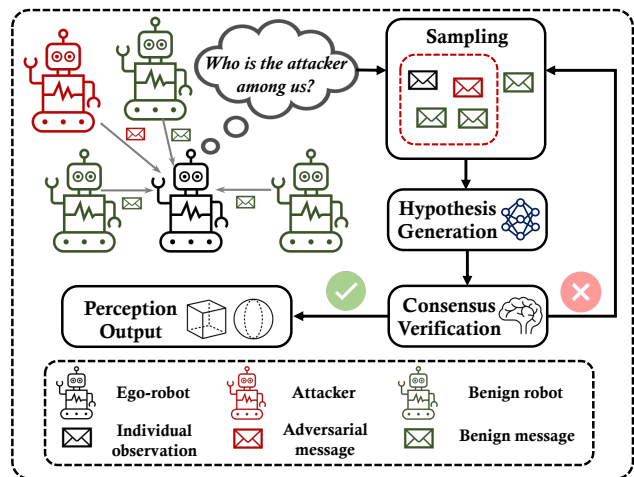 Who is the attacker
among us?
Sampling
Hypothesis
Generation
Consensus
Verification
Perception
Output
Ego-robot
Attacker
Benign robot
Individual
observation
Adversarial
message
Benign message